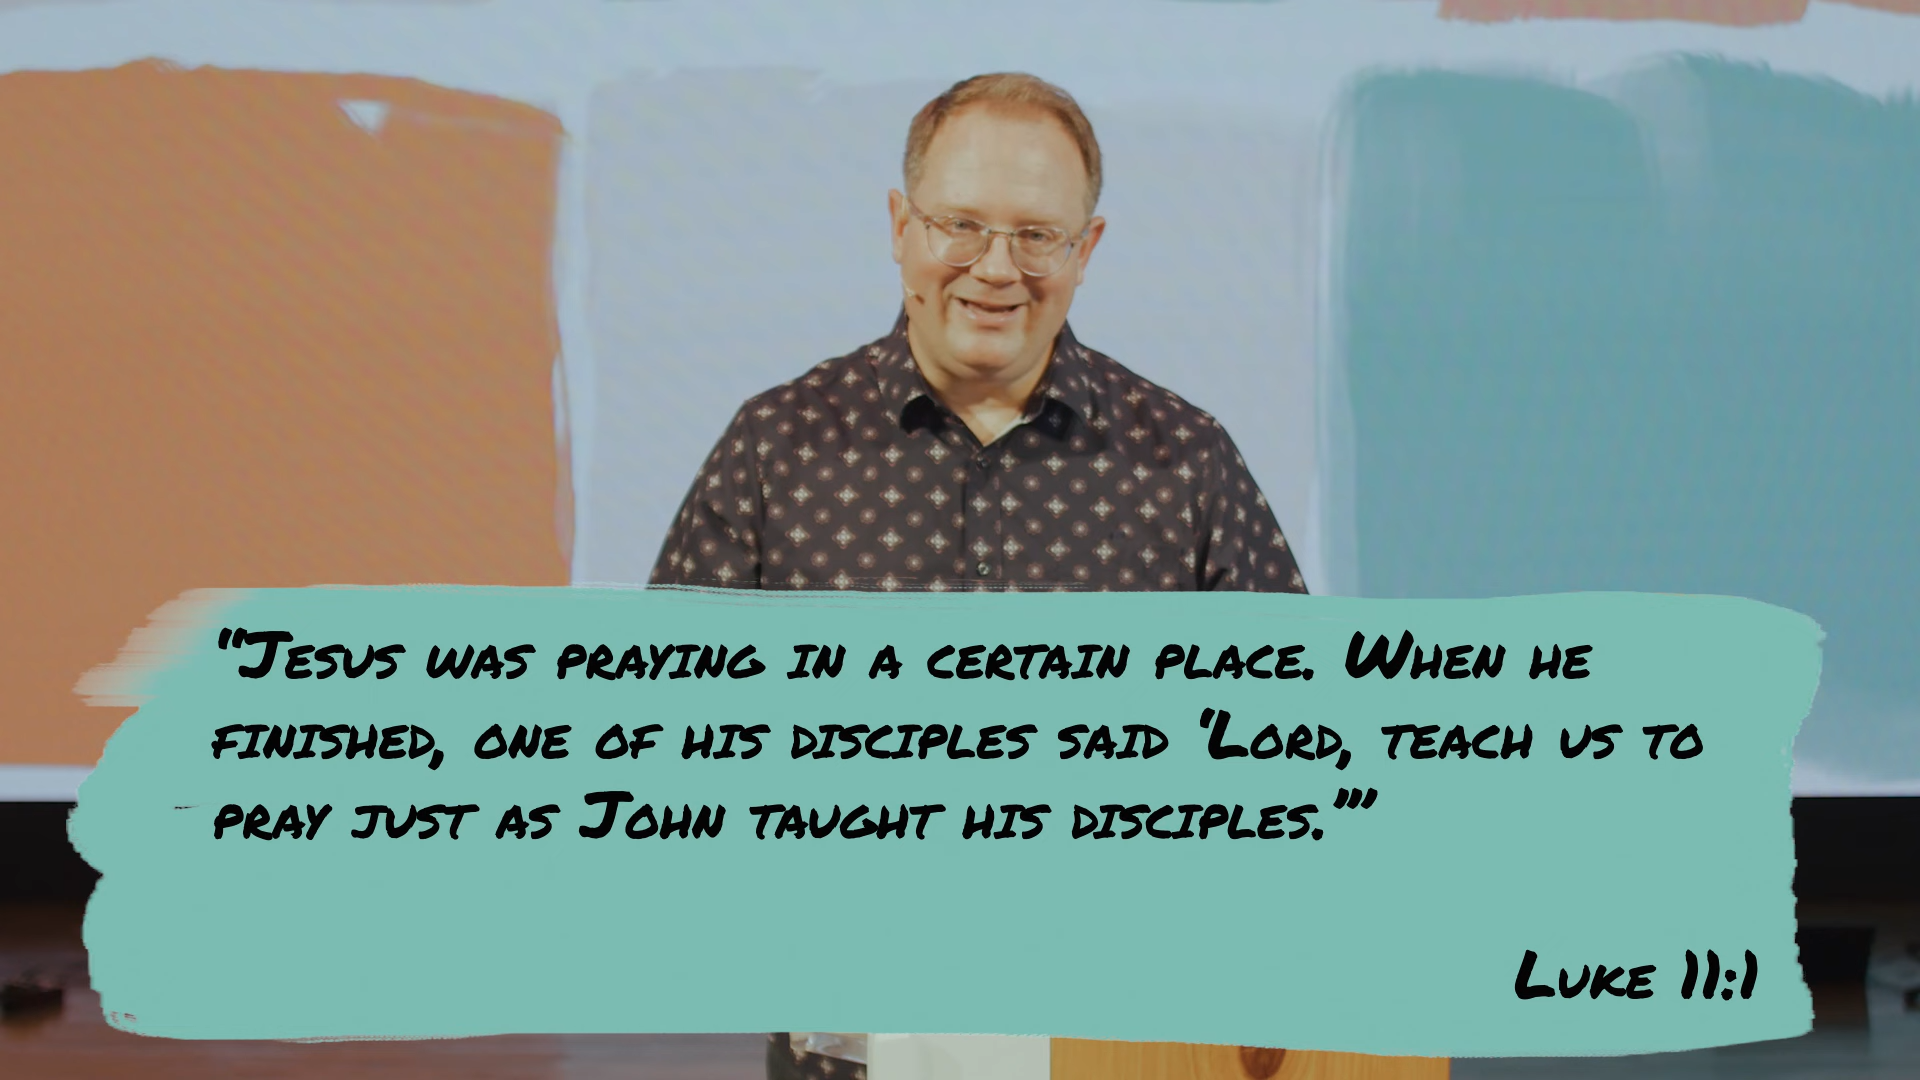 "Jesus was praying in a certain place. When he
finished, one of his disciples said 'Lord, teach us to
pray just as John taught his disciples.'"
Luke 11:1